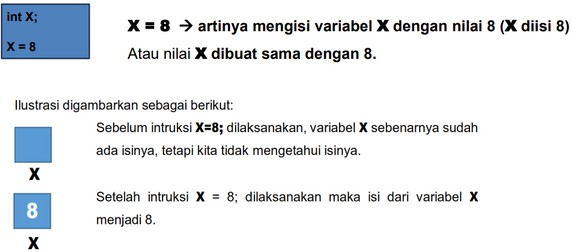 int X;
X = 8
X = 8 → artinya mengisi variabel X dengan nilai 8 (X diisi 8)
Atau nilai X dibuat sama dengan 8.
Ilustrasi digambarkan sebagai berikut:
Sebelum intruksi X=8; dilaksanakan, variabel X sebenarnya sudah
ada isinya, tetapi kita tidak mengetahui isinya.
X
Setelah intruksi X = 8; dilaksanakan maka isi dari variabel X
menjadi 8.
8
X